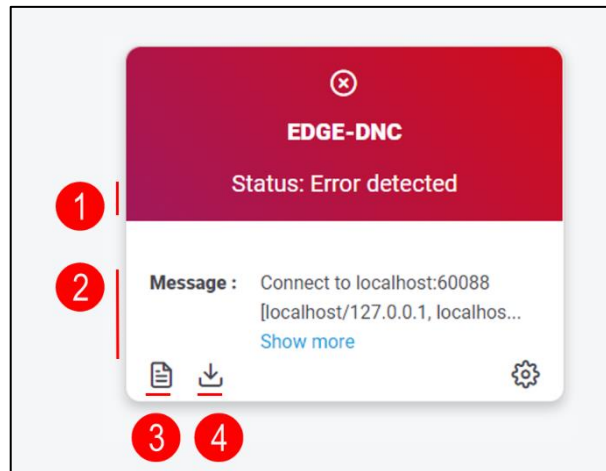 EDGE-DNC
Status: Error detected
1
2
Message : Connect to localhost:60088
[localhost/127.0.0.1, localhos...
Show more
3 4